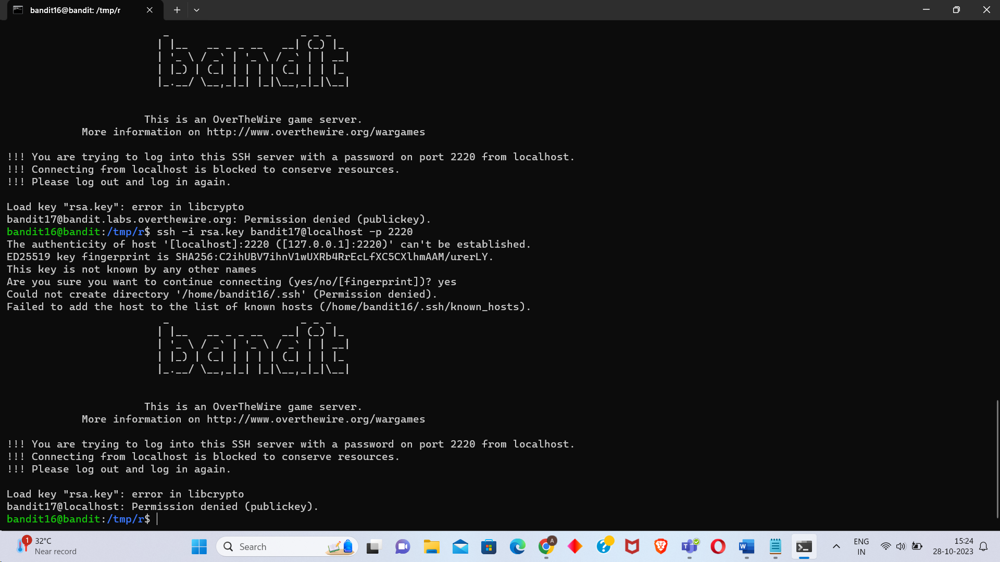 bandit16@bandit: /tmp/r
 _                     _ _ _
| |__   __ _ _ __   __| (_) |_
| '_ \ / _` | '_ \ / _` | | __|
| |_) | (_| | | | | (_| | | |_
|_.__/ \__,_|_| |_|\__,_|_|\__|
This is an OverTheWire game server.
More information on http://www.overthewire.org/wargames
!!! You are trying to log into this SSH server with a password on port 2220 from localhost.
!!! Connecting from localhost is blocked to conserve resources.
!!! Please log out and log in again.
Load key "rsa.key": error in libcrypto
bandit17@bandit.labs.overthewire.org: Permission denied (publickey).
bandit16@bandit:/tmp/r$ ssh -i rsa.key bandit17@localhost -p 2220
The authenticity of host '[localhost]:2220 ([127.0.0.1]:2220)' can't be established.
ED25519 key fingerprint is SHA256:C2ihUBV7ihnV1wUXRb4RrEcLfXC5CXlhmAAM/urerLY.
This key is not known by any other names
Are you sure you want to continue connecting (yes/no/[fingerprint])? yes
Could not create directory '/home/bandit16/.ssh' (Permission denied).
Failed to add the host to the list of known hosts (/home/bandit16/.ssh/known_hosts).
 _                     _ _ _
| |__   __ _ _ __   __| (_) |_
| '_ \ / _` | '_ \ / _` | | __|
| |_) | (_| | | | | (_| | | |_
|_.__/ \__,_|_| |_|\__,_|_|\__|
This is an OverTheWire game server.
More information on http://www.overthewire.org/wargames
!!! You are trying to log into this SSH server with a password on port 2220 from localhost.
!!! Connecting from localhost is blocked to conserve resources.
!!! Please log out and log in again.
Load key "rsa.key": error in libcrypto
bandit17@localhost: Permission denied (publickey).
bandit16@bandit:/tmp/r$
1
32°C
Near record
Search
A
ENG
IN
15:24
28-10-2023